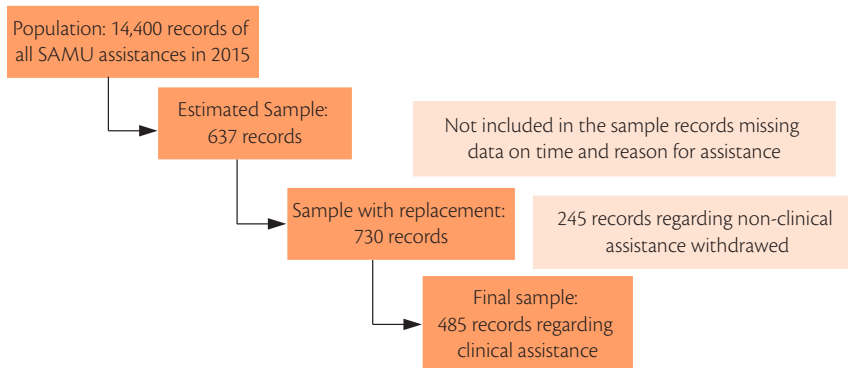 Population: 14,400 records of
all SAMU assistances in 2015
Estimated Sample:
637 records
Not included in the sample records missing
data on time and reason for assistance
Sample with replacement:
730 records
245 records regarding non-clinical
assistance withdrawed
Final sample:
485 records regarding
clinical assistance